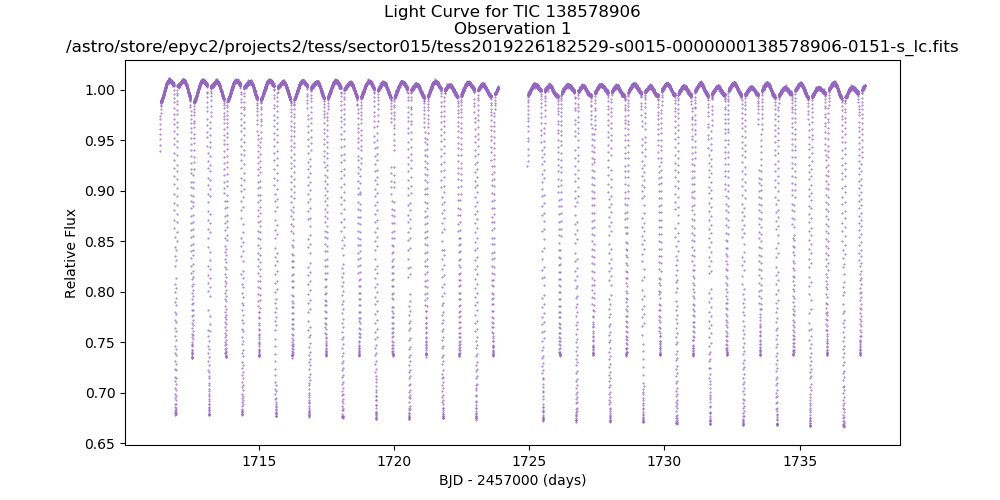 Light Curve for TIC 138578906
Observation 1
/astro/store/epyc2/projects2/tess/sector015/tess2019226182529-s0015-0000000138578906-0151-s_lc.fits
1.00
0.95
0.90
0.85
0.80
0.75
0.70
0.65
Relative Flux
1715
1720
1725
1730
1735
BJD - 2457000 (days)